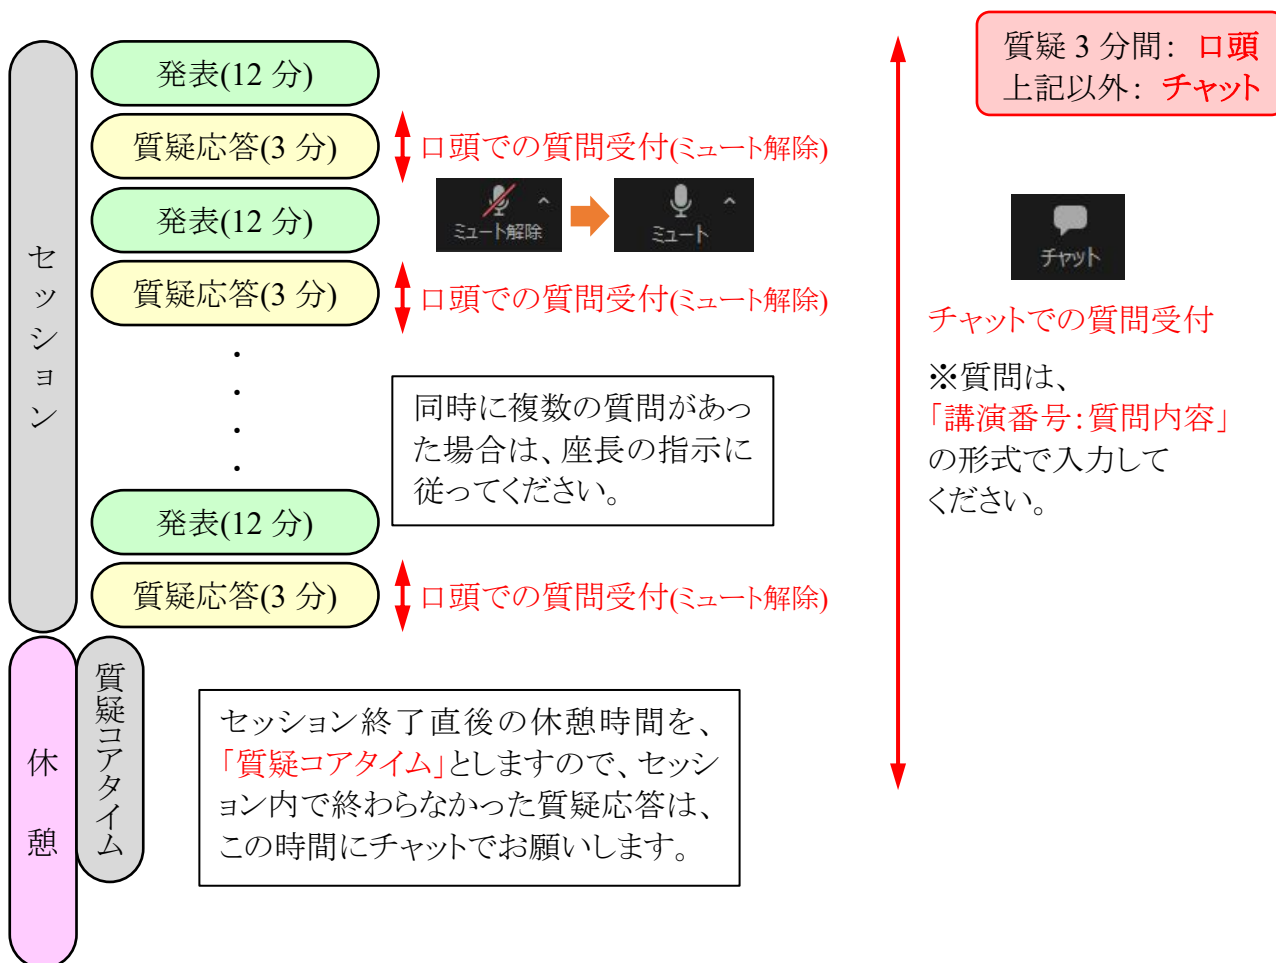 質疑 3 分間： 口頭
上記以外： チャット
セッション
発表(12 分)
質疑応答(3 分)
口頭での質問受付(ミュート解除)
発表(12 分)
ミュート解除
ミュート
質疑応答(3 分)
口頭での質問受付(ミュート解除)
・
・
・
・
同時に複数の質問があっ
た場合は、座長の指示に
従ってください。
発表(12 分)
質疑応答(3 分)
口頭での質問受付(ミュート解除)
チャット
チャットでの質問受付
※質問は、
「講演番号：質問内容」
の形式で入力して
ください。
休憩
質疑コアタイム
セッション終了直後の休憩時間を、
「質疑コアタイム」としますので、セッシ
ョン内で終わらなかった質疑応答は、
この時間にチャットでお願いします。